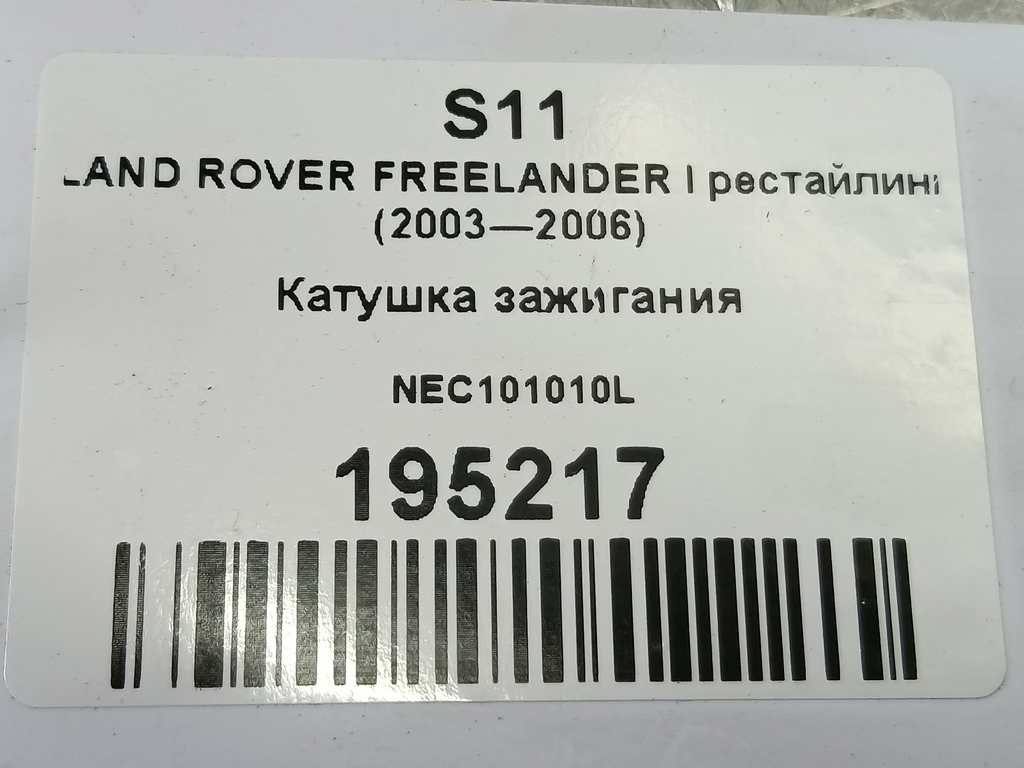 S11
LAND ROVER FREELANDER I рестайлинг
(2003—2006)
Катушка зажигания
NEC101010L
195217